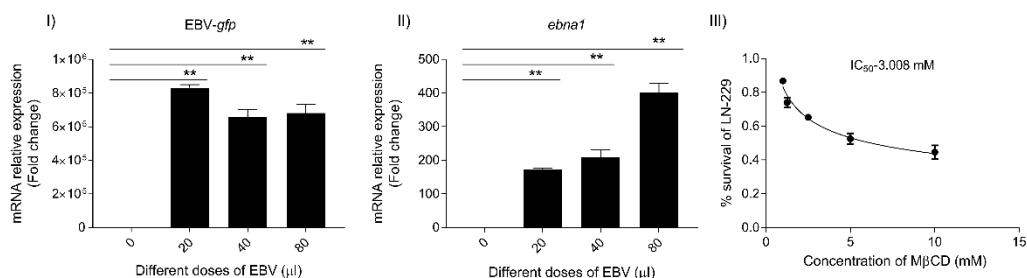 I)
EBV-gfp
**
**
**
mRNA relative expression
(Fold change)
1×10⁶
8×10⁵
6×10⁵
4×10⁵
2×10⁵
0
0
20
40
80
Different doses of EBV (μl)
II)
ebna1
**
**
**
mRNA relative expression
(Fold change)
500
400
300
200
100
0
0
20
40
80
Different doses of EBV (μl)
III)
IC₅₀-3.008 mM
% survival of LN-229
1.0
0.8
0.6
0.4
0.2
0.0
0
5
10
15
Concentration of MβCD (mM)